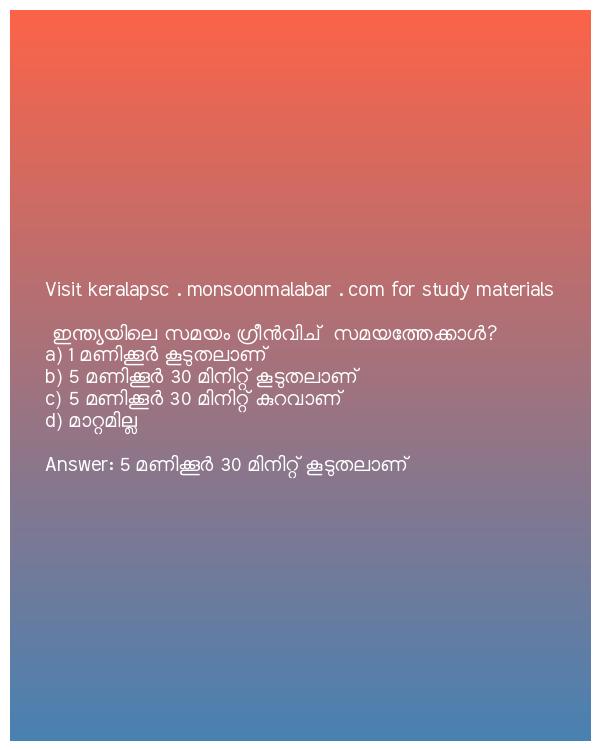 Visit keralapsc . monsoonmalabar . com for study materials
ഇന്ത്യയിലെ സമയം ഗ്രീൻവിച് സമയത്തേക്കാൾ?
a) 1 മണിക്കൂർ കൂടുതലാണ്
b) 5 മണിക്കൂർ 30 മിനിറ്റ് കൂടുതലാണ്
c) 5 മണിക്കൂർ 30 മിനിറ്റ് കുറവാണ്
d) മാറ്റമില്ല
Answer: 5 മണിക്കൂർ 30 മിനിറ്റ് കൂടുതലാണ്